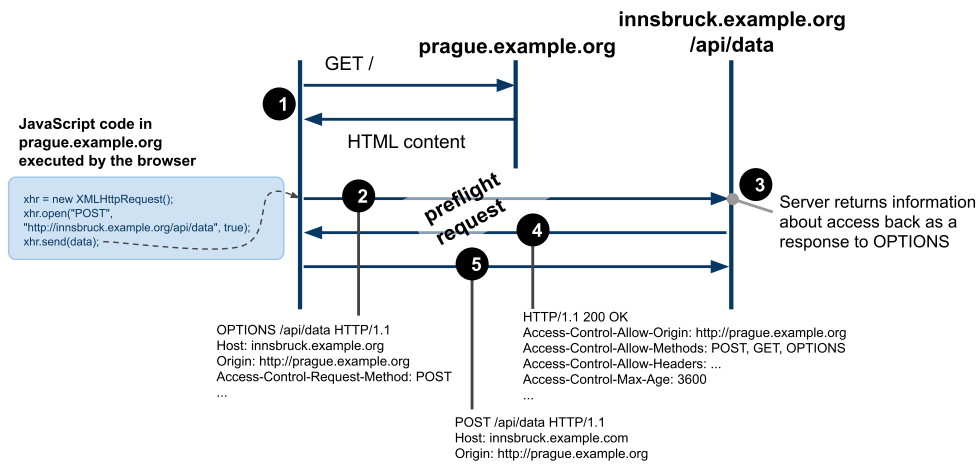 innsbruck.example.org
/api/data
prague.example.org
GET /
1
HTML content
JavaScript code in
prague.example.org
executed by the browser
xhr = new XMLHttpRequest();
xhr.open("POST",
"http://innsbruck.example.org/api/data", true);
xhr.send(data);
2
preflight
request
3
Server returns information
about access back as a
response to OPTIONS
4
5
OPTIONS /api/data HTTP/1.1
Host: innsbruck.example.org
Origin: http://prague.example.org
Access-Control-Request-Method: POST
...
HTTP/1.1 200 OK
Access-Control-Allow-Origin: http://prague.example.org
Access-Control-Allow-Methods: POST, GET, OPTIONS
Access-Control-Allow-Headers: ...
Access-Control-Max-Age: 3600
...
POST /api/data HTTP/1.1
Host: innsbruck.example.com
Origin: http://prague.example.org